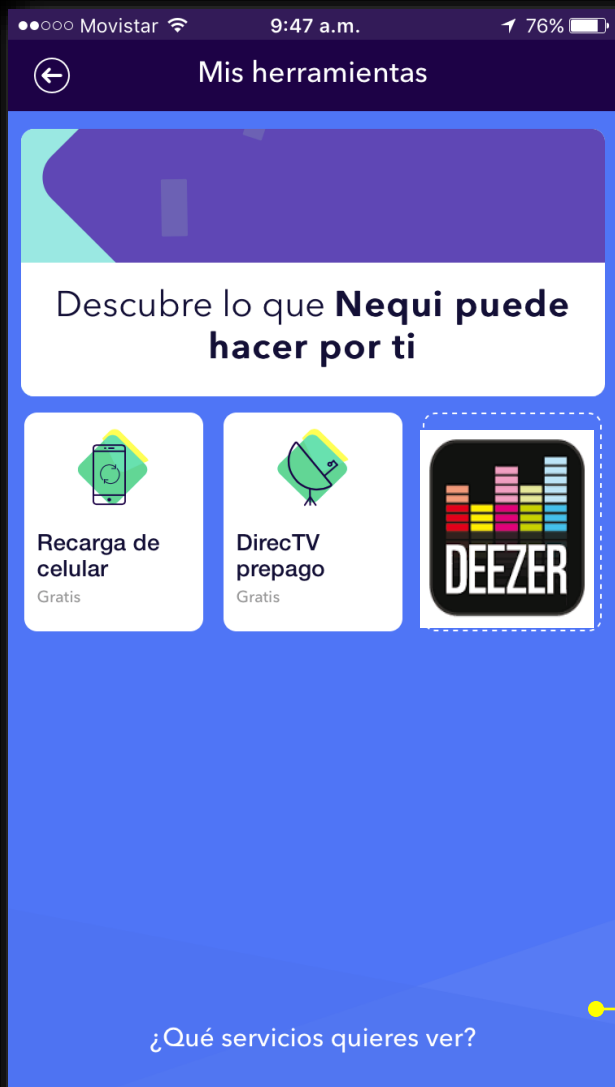 Movistar 9:47 a.m. 76%
Mis herramientas
Descubre lo que Nequi puede
hacer por ti
Recarga de
celular
Gratis
DirecTV
prepago
Gratis
DEEZER
¿Qué servicios quieres ver?